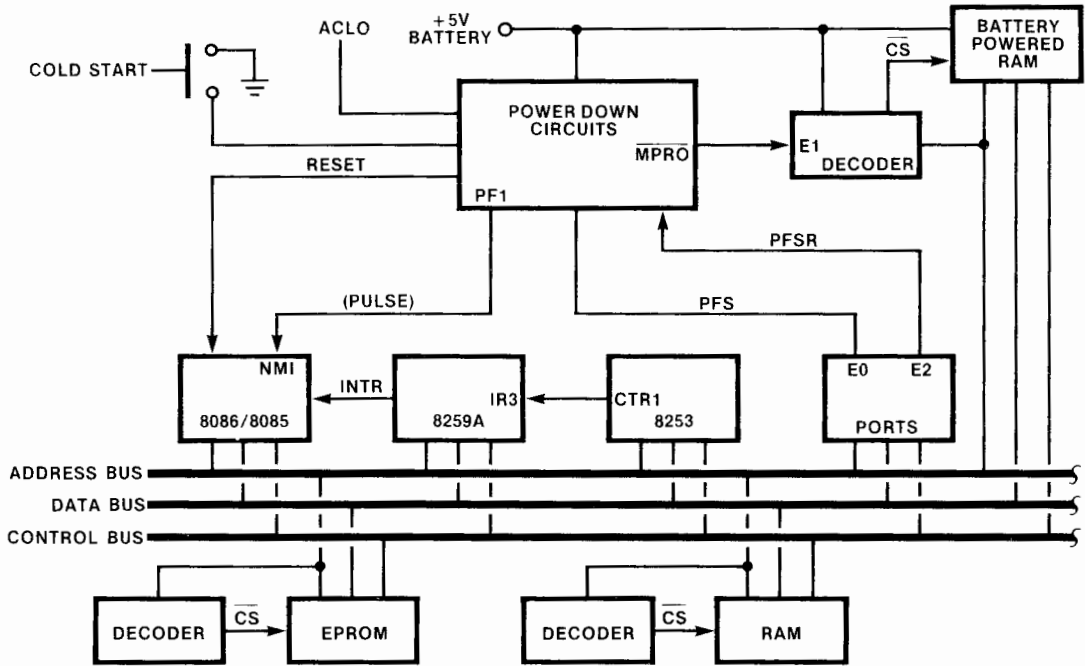 ACLO
+5V
BATTERY
BATTERY
POWERED
RAM
COLD START
CS
POWER DOWN
CIRCUITS
MPRO
E1
DECODER
RESET
PF1
PFSR
(PULSE)
PFS
NMI
8086/8085
INTR
IR3
8259A
CTR1
8253
E0 E2
PORTS
ADDRESS BUS
DATA BUS
CONTROL BUS
DECODER
CS
EPROM
DECODER
CS
RAM